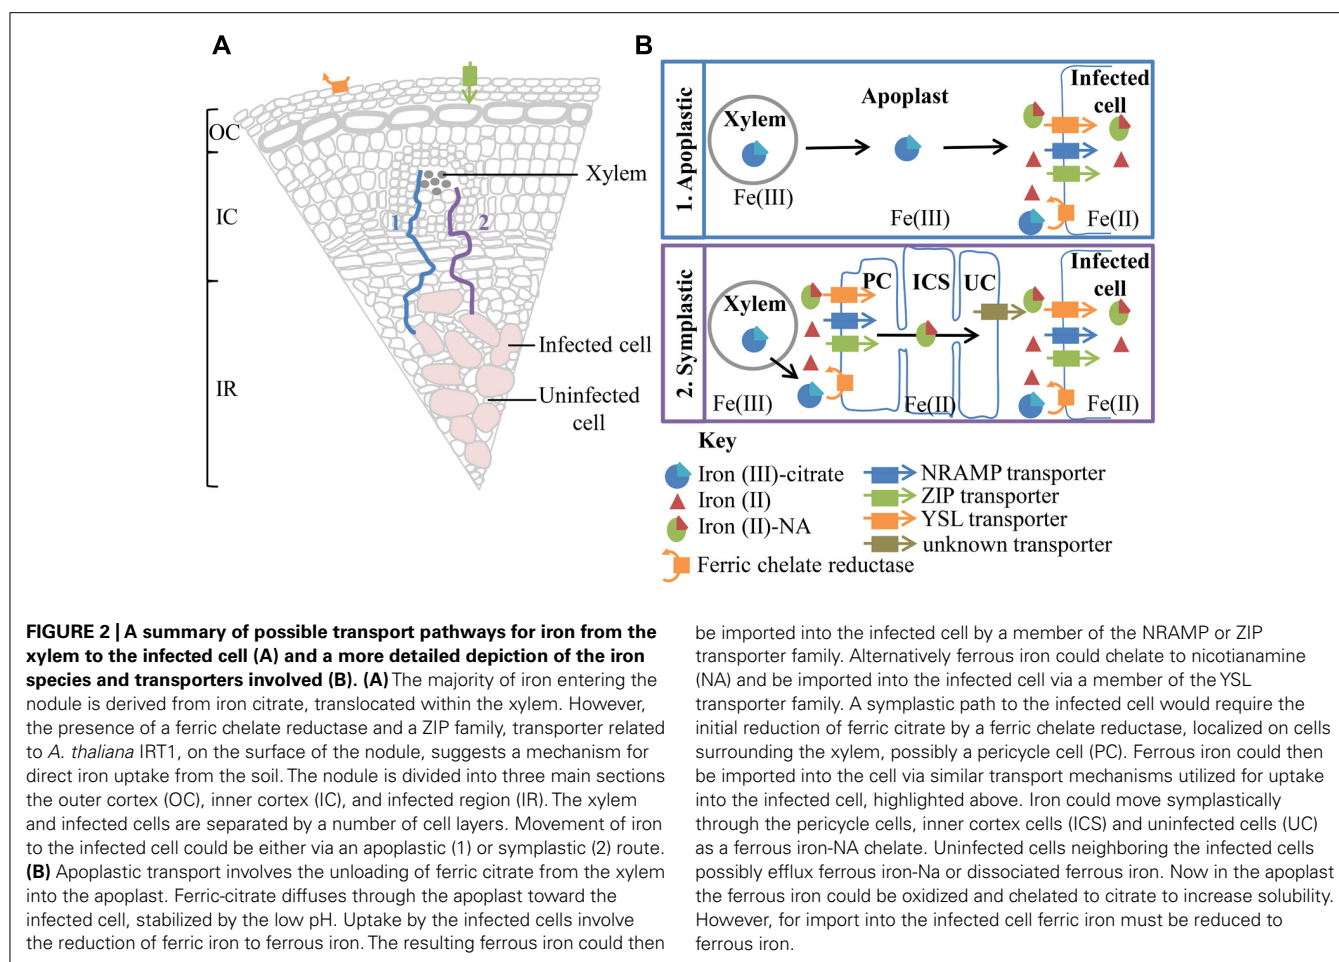 A
OC
IC
IR
1
2
Xylem
Infected cell
Uninfected
cell
B
1. Apoplastic
Xylem
Fe(III)
Apoplast
Fe(III)
Infected
cell
Fe(II)
2. Symplastic
Xylem
Fe(III)
PC
ICS
UC
Fe(II)
Infected
cell
Fe(II)
Key
Iron (III)-citrate
Iron (II)
Iron (II)-NA
Ferric chelate reductase
NRAMP transporter
ZIP transporter
YSL transporter
unknown transporter
FIGURE 2 | A summary of possible transport pathways for iron from the
xylem to the infected cell (A) and a more detailed depiction of the iron
species and transporters involved (B). (A) The majority of iron entering the
nodule is derived from iron citrate, translocated within the xylem. However,
the presence of a ferric chelate reductase and a ZIP family, transporter related
to A. thaliana IRT1, on the surface of the nodule, suggests a mechanism for
direct iron uptake from the soil. The nodule is divided into three main sections
the outer cortex (OC), inner cortex (IC), and infected region (IR). The xylem
and infected cells are separated by a number of cell layers. Movement of iron
to the infected cell could be either via an apoplastic (1) or symplastic (2) route.
(B) Apoplastic transport involves the unloading of ferric citrate from the xylem
into the apoplast. Ferric-citrate diffuses through the apoplast toward the
infected cell, stabilized by the low pH. Uptake by the infected cells involve
the reduction of ferric iron to ferrous iron. The resulting ferrous iron could then
be imported into the infected cell by a member of the NRAMP or ZIP
transporter family. Alternatively ferrous iron could chelate to nicotianamine
(NA) and be imported into the infected cell via a member of the YSL
transporter family. A symplastic path to the infected cell would require the
initial reduction of ferric citrate by a ferric chelate reductase, localized on cells
surrounding the xylem, possibly a pericycle cell (PC). Ferrous iron could then
be imported into the cell via similar transport mechanisms utilized for uptake
into the infected cell, highlighted above. Iron could move symplastically
through the pericycle cells, inner cortex cells (ICS) and uninfected cells (UC)
as a ferrous iron-NA chelate. Uninfected cells neighboring the infected cells
possibly efflux ferrous iron-Na or dissociated ferrous iron. Now in the apoplast
the ferrous iron could be oxidized and chelated to citrate to increase solubility.
However, for import into the infected cell ferric iron must be reduced to
ferrous iron.